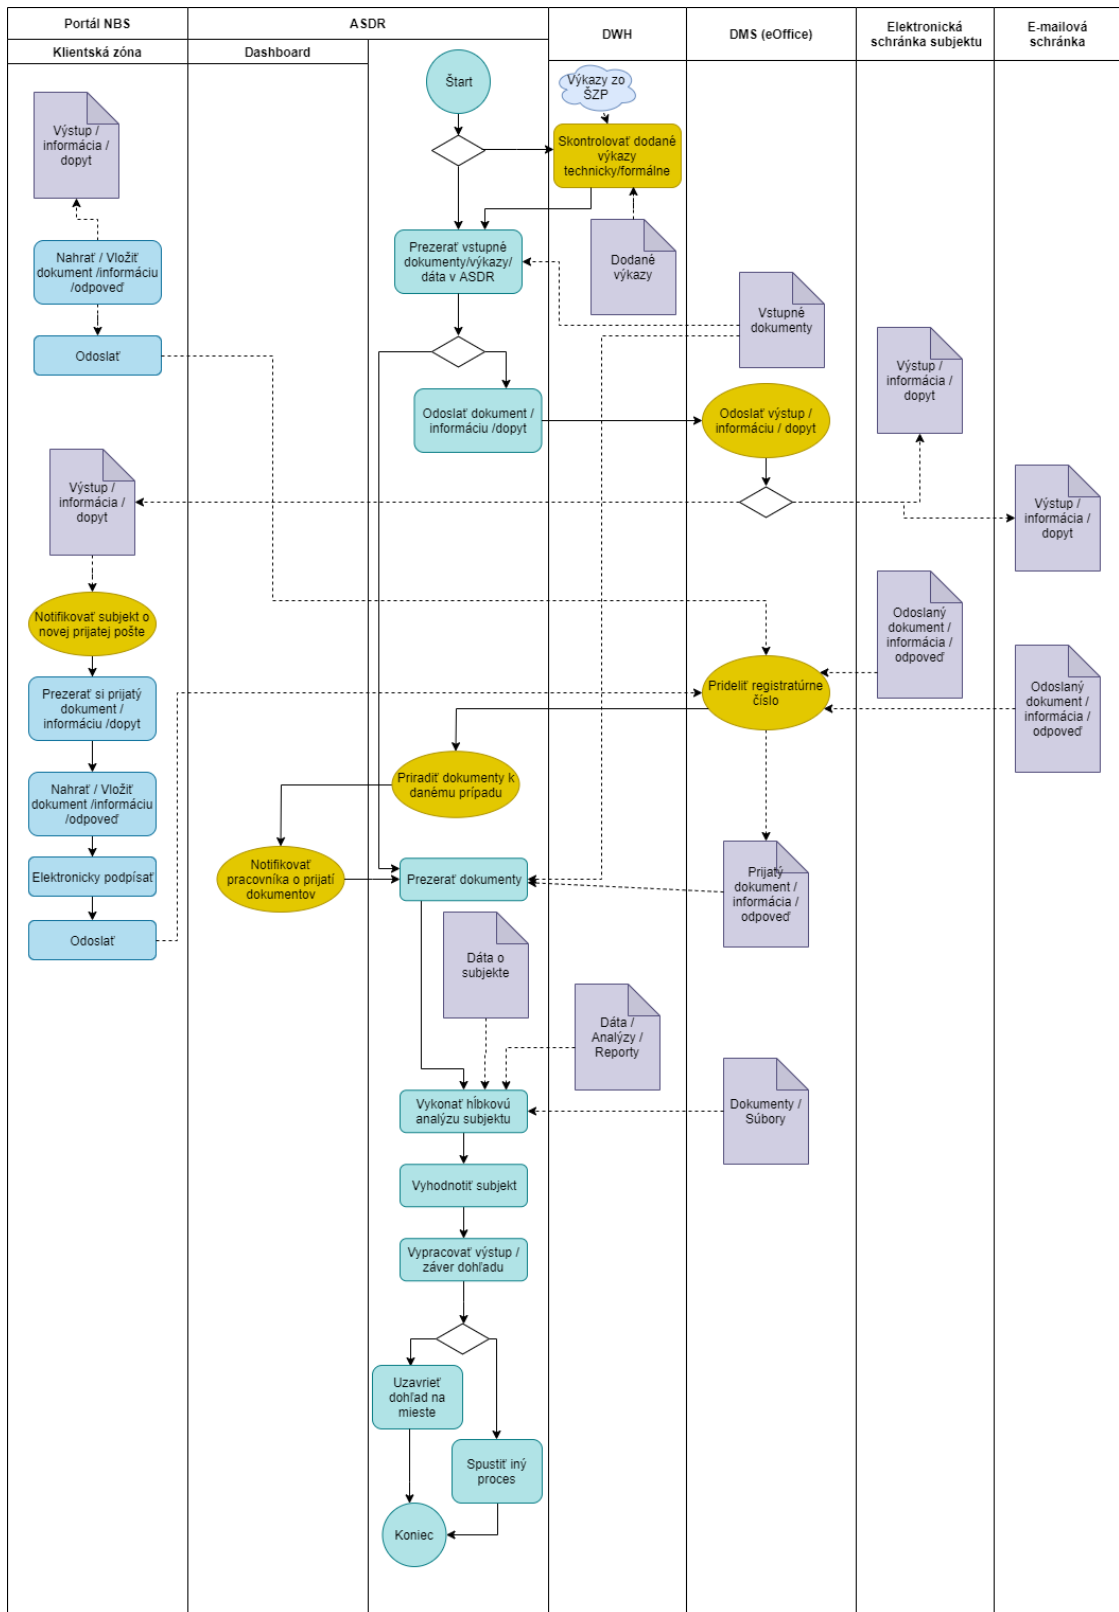 Portál NBS
ASDR
DWH
DMS (eOffice)
Elektronická
schránka subjektu
E-mailová
schránka
Klientská zóna
Dashboard
Štart
Výkazy zo
ŠZP
Výstup /
informácia /
dopyt
Skontrolovať dodané
výkazy
technicky/formálne
Nahrať / Vložiť
dokument /informáciu
/odpoveď
Prezerať vstupné
dokumenty/výkazy/
dáta v ASDR
Dodané
výkazy
Vstupné
dokumenty
Odoslať
Výstup /
informácia /
dopyt
Odoslať dokument /
informáciu /dopyt
Odoslať výstup /
informáciu / dopyt
Výstup /
informácia /
dopyt
Výstup /
informácia /
dopyt
Notifikovať subjekt o
novej prijatej pošte
Odoslaný
dokument /
informácia /
odpoveď
Prezerať si prijatý
dokument /
informáciu /dopyt
Prideliť registratúrne
číslo
Odoslaný
dokument /
informácia /
odpoveď
Nahrať / Vložiť
dokument /informáciu
/odpoveď
Priradiť dokumenty k
danému prípadu
Elektronicky podpísať
Notifikovať
pracovníka o prijatí
dokumentov
Prezerať dokumenty
Prijatý
dokument /
informácia /
odpoveď
Odoslať
Dáta o
subjekte
Dáta /
Analýzy /
Reporty
Vykonať hĺbkovú
analýzu subjektu
Dokumenty /
Súbory
Vyhodnotiť subjekt
Vypracovať výstup /
záver dohľadu
Uzavrieť
dohľad na
mieste
Spustiť iný
proces
Koniec